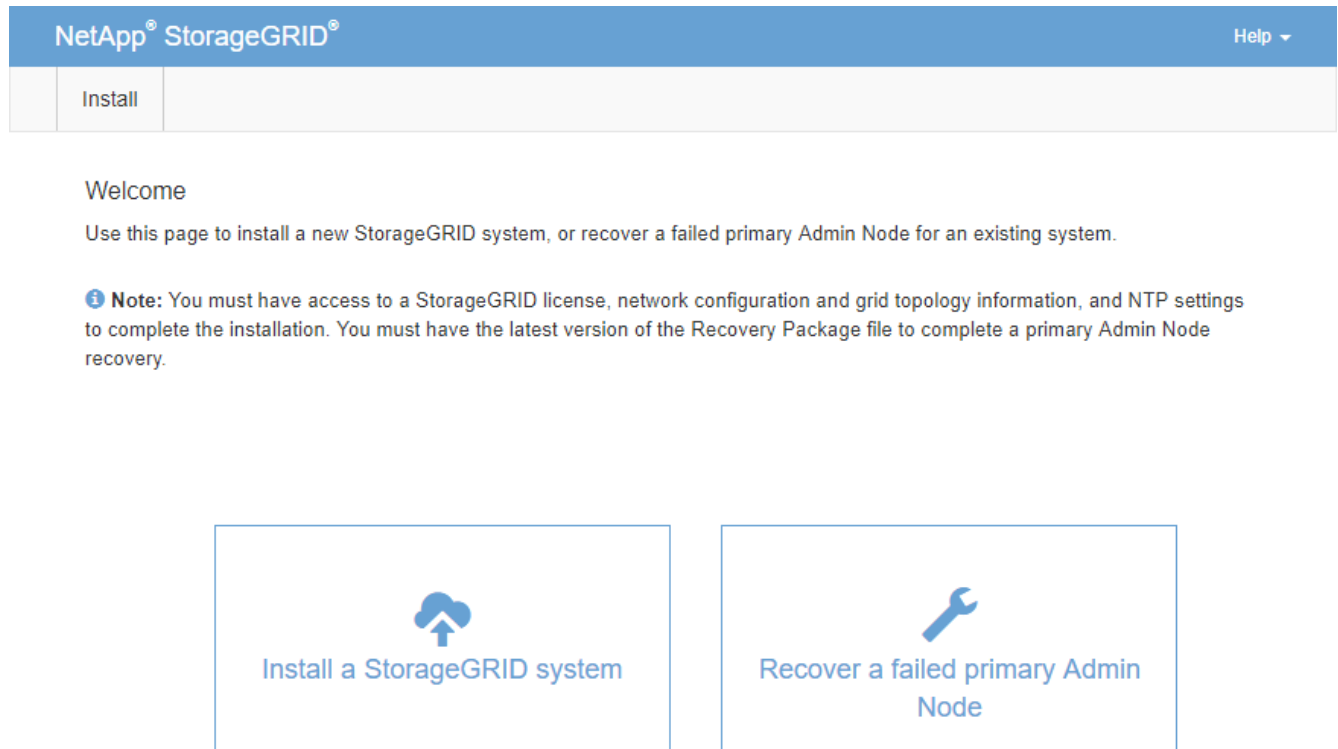 NetApp® StorageGRID®
Help
Install
Welcome
Use this page to install a new StorageGRID system, or recover a failed primary Admin Node for an existing system.
Note: You must have access to a StorageGRID license, network configuration and grid topology information, and NTP settings
to complete the installation. You must have the latest version of the Recovery Package file to complete a primary Admin Node
recovery.
Install a StorageGRID system
Recover a failed primary Admin
Node